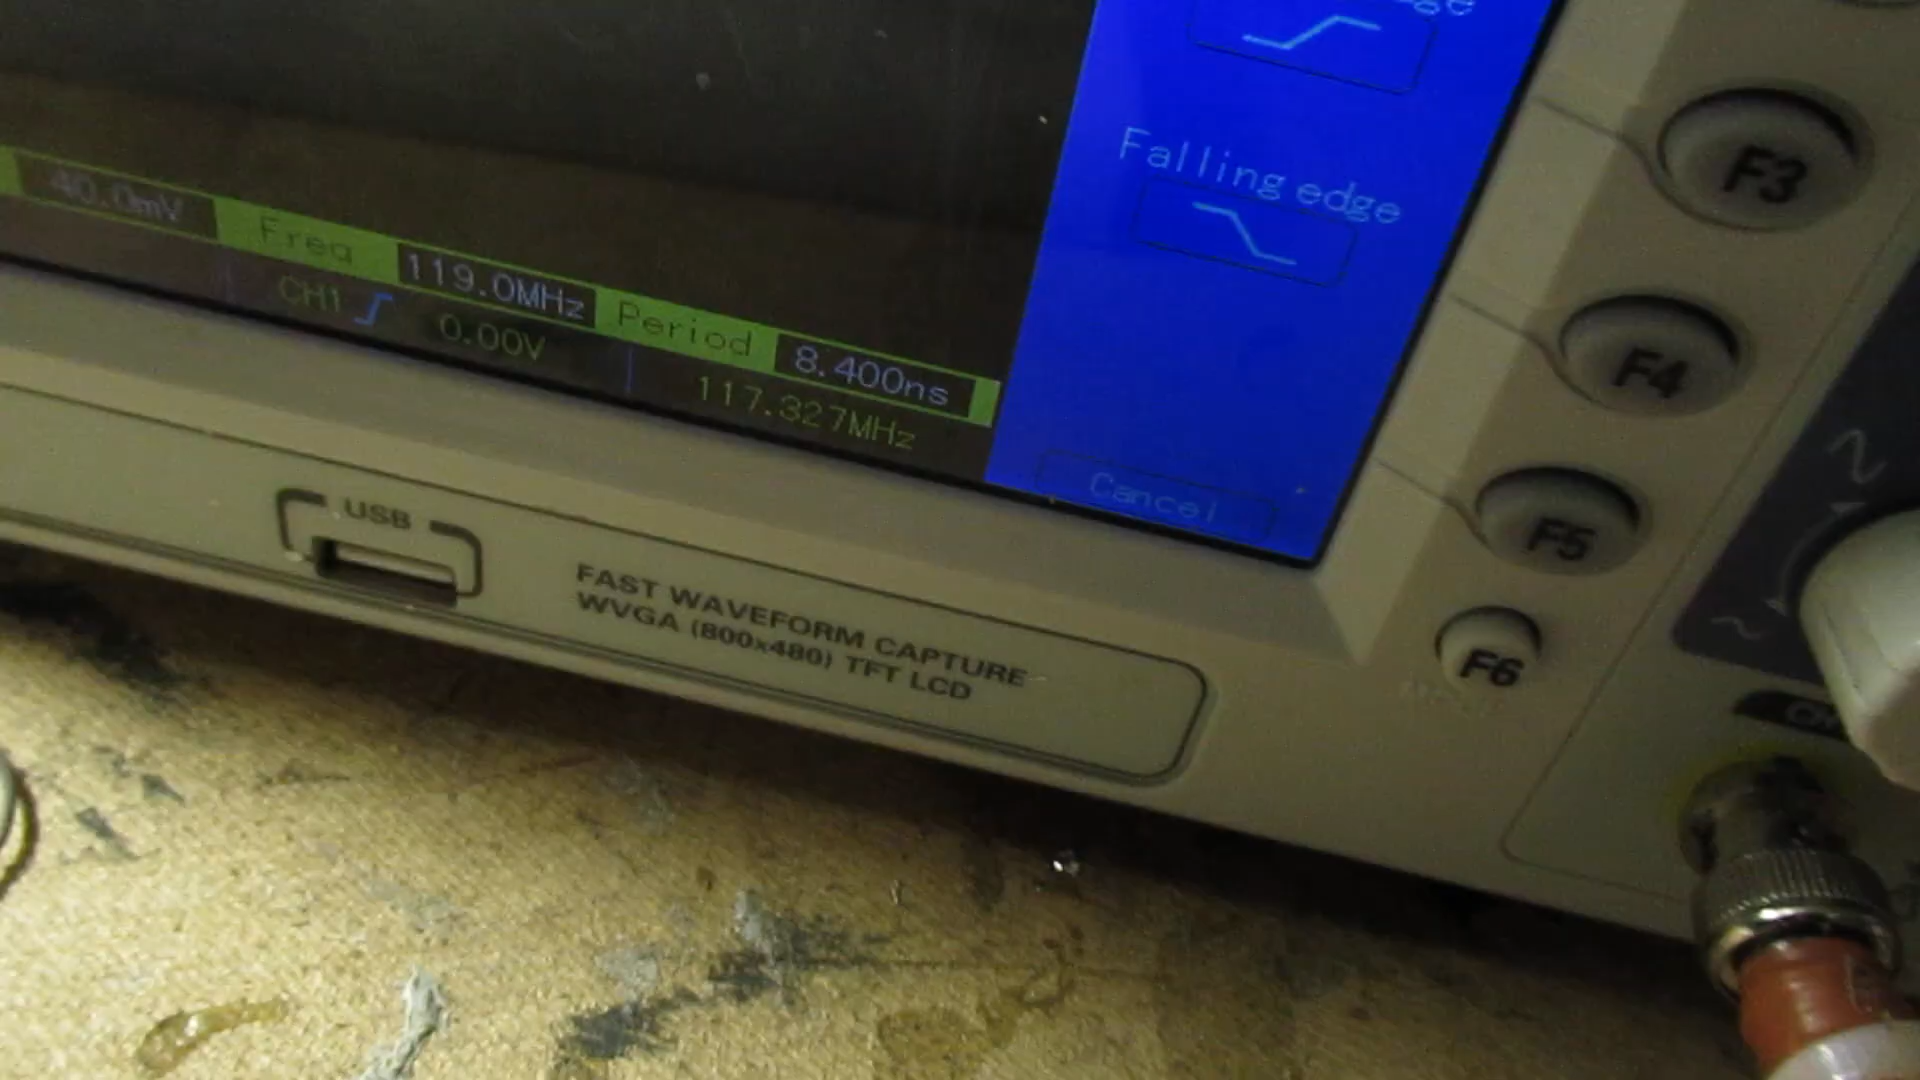 Falling edge
40.0mV Freq 119.0MHz Period 8.400ns
CH1 0.00V 117.327MHz
Cancel
F3
F4
F5
F6
USB
FAST WAVEFORM CAPTURE
WVGA (800x480) TFT LCD